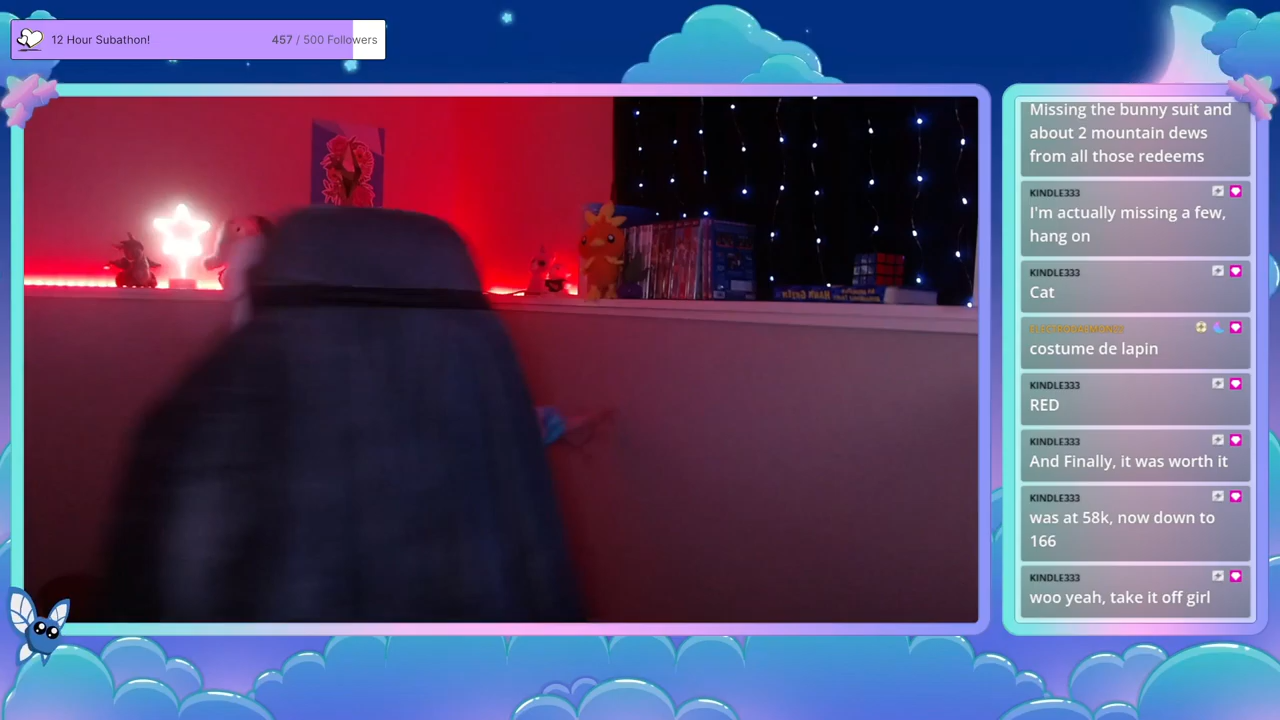 12 Hour Subathon!
457 / 500 Followers
Missing the bunny suit and
about 2 mountain dews
from all those redeems
KINDLE333
I'm actually missing a few,
hang on
KINDLE333
Cat
costume de lapin
KINDLE333
RED
KINDLE333
And Finally, it was worth it
KINDLE333
was at 58k, now down to
166
KINDLE333
woo yeah, take it off girl